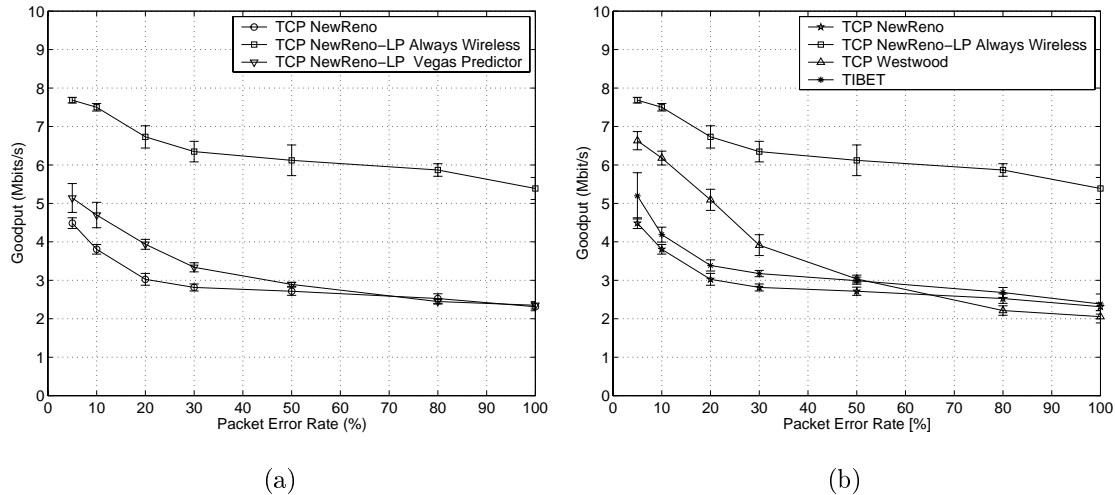 10
9
8
7
6
5
4
3
2
1
0
Goodput (Mbits/s)
TCP NewReno
TCP NewReno−LP Always Wireless
TCP NewReno−LP Vegas Predictor
0 10 20 30 40 50 60 70 80 90 100
Packet Error Rate (%)
(a)
10
9
8
7
6
5
4
3
2
1
0
Goodput (Mbit/s)
TCP NewReno
TCP NewReno−LP Always Wireless
TCP Westwood
TIBET
0 10 20 30 40 50 60 70 80 90 100
Packet Error Rate [%]
(b)